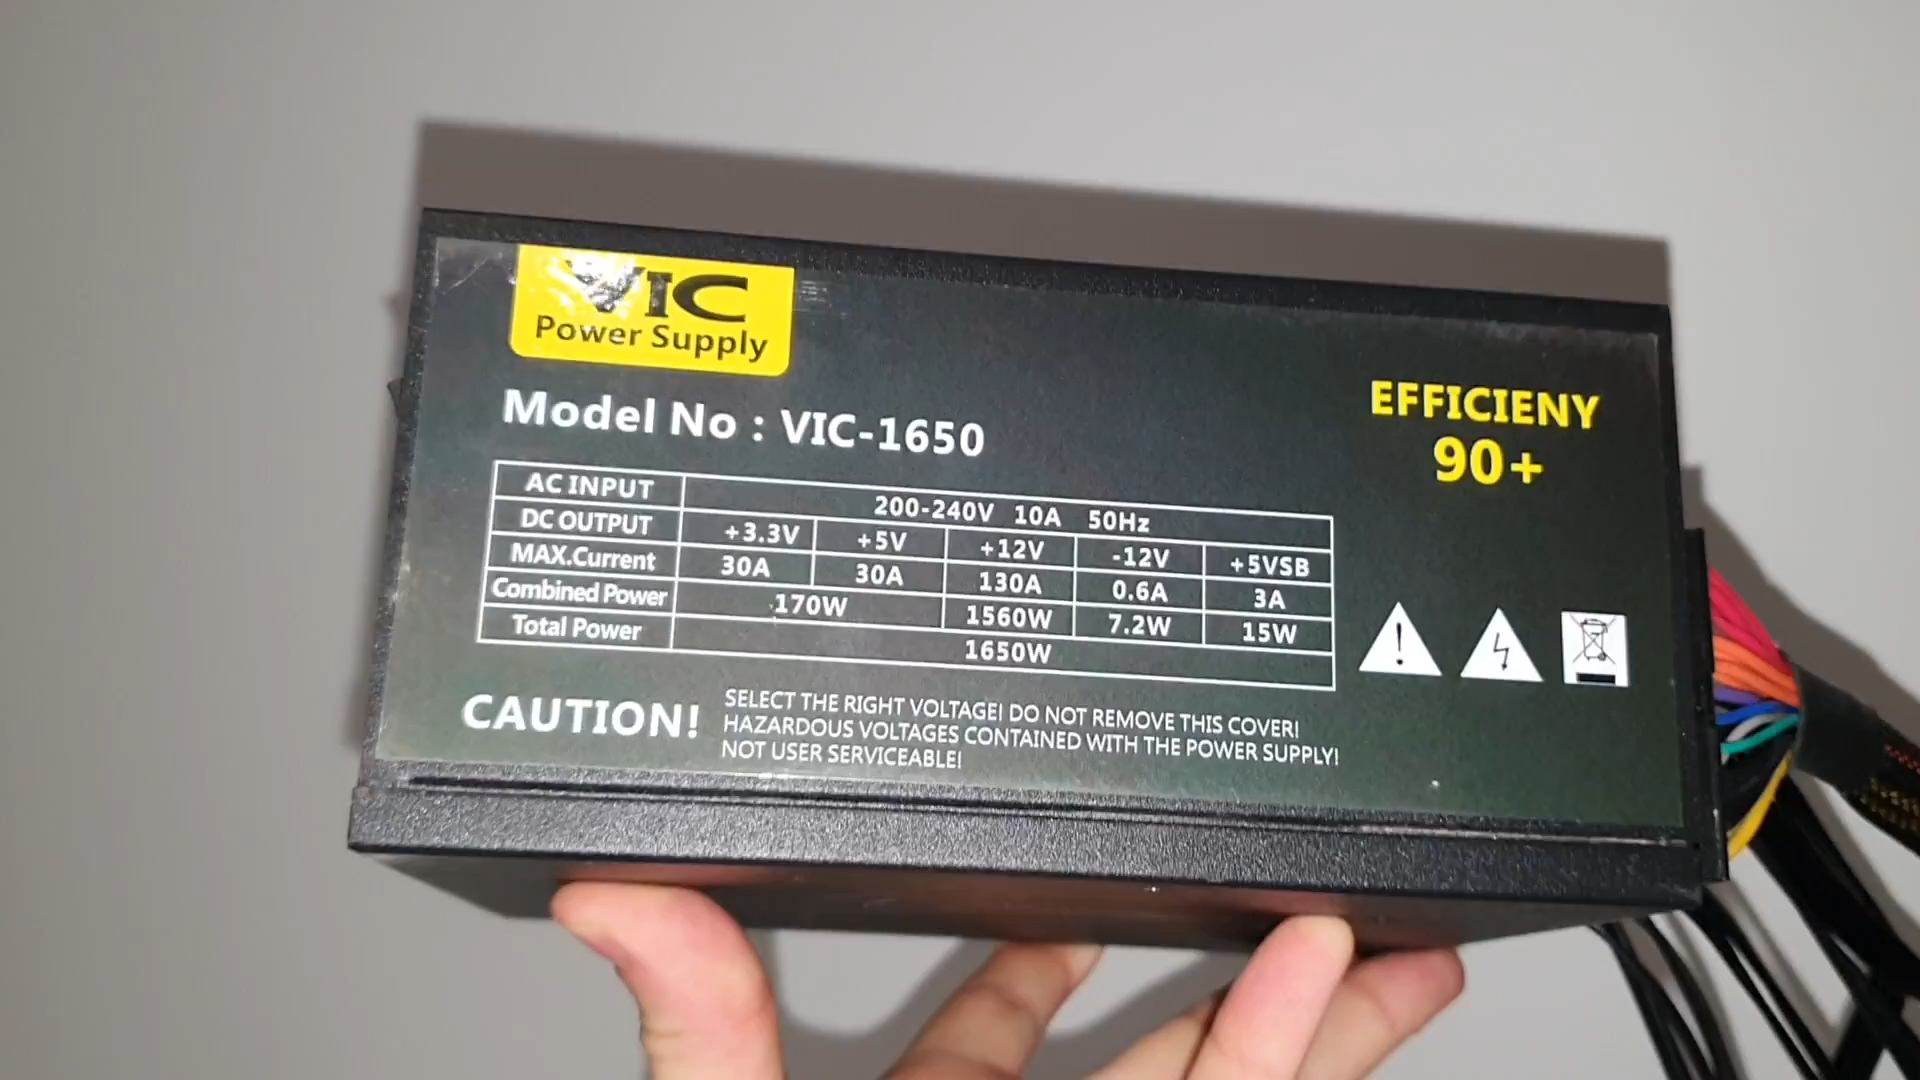 VIC
Power Supply
Model No : VIC-1650
EFFICIENY
90+
AC INPUT 200-240V 10A 50Hz
DC OUTPUT +3.3V +5V +12V -12V +5VSB
MAX.Current 30A 30A 130A 0.6A 3A
Combined Power 170W 1560W 7.2W 15W
Total Power 1650W
CAUTION!
SELECT THE RIGHT VOLTAGE! DO NOT REMOVE THIS COVER!
HAZARDOUS VOLTAGES CONTAINED WITH THE POWER SUPPLY!
NOT USER SERVICEABLE!